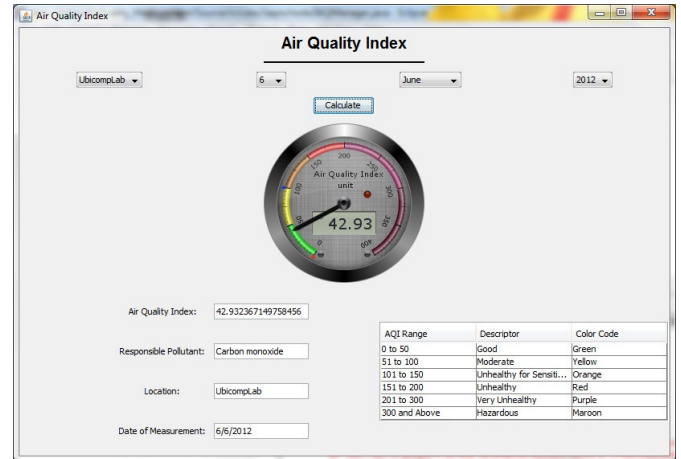 Air Quality Index
Air Quality Index
UbicompLab 6 June 2012
Calculate
0 50 100 150 200 250 300 350 400
Air Quality Index
unit
42.93
Air Quality Index: 42.932367149758456
Responsible Pollutant: Carbon monoxide
Location: UbicompLab
Date of Measurement: 6/6/2012
AQI Range Descriptor Color Code
0 to 50 Good Green
51 to 100 Moderate Yellow
101 to 150 Unhealthy for Sensiti... Orange
151 to 200 Unhealthy Red
201 to 300 Very Unhealthy Purple
300 and Above Hazardous Maroon